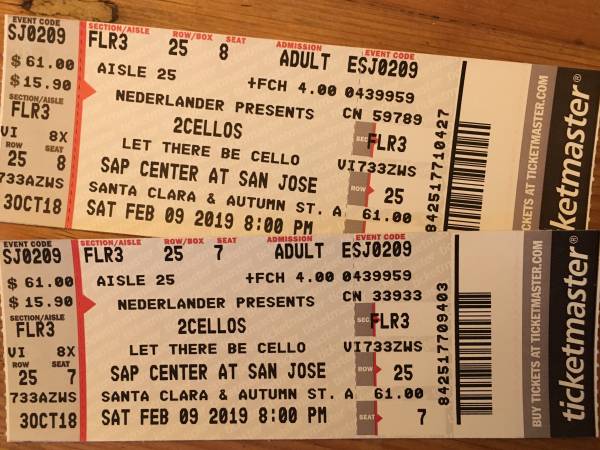 EVENT CODE SECTION/AISLE ROW/BOX SEAT ADMISSION EVENT CODE
SJ0209 FLR3 25 8 ADULT ESJ0209
$ 61.00 AISLE 25 +FCH 4.00 0439959
$ 15.90 NEDERLANDER PRESENTS CN 59789
SECTION/AISLE
FLR3 2CELLOS SEC FLR3
VI 8X LET THERE BE CELLO VI733ZWS
ROW SEAT
25 8 SAP CENTER AT SAN JOSE ROW 25
733AZWS SANTA CLARA & AUTUMN ST. A 61.00
3OCT18 SAT FEB 09 2019 8:00 PM
842517710427
TICKETS AT TICKETMASTER.COM
ketmaster®
EVENT CODE SECTION/AISLE ROW/BOX SEAT ADMISSION EVENT CODE
SJ0209 FLR3 25 7 ADULT ESJ0209
$ 61.00 AISLE 25 +FCH 4.00 0439959
$ 15.90 NEDERLANDER PRESENTS CN 33933
SECTION/AISLE
FLR3 2CELLOS SEC FLR3
VI 8X LET THERE BE CELLO VI733ZWS
ROW SEAT
25 7 SAP CENTER AT SAN JOSE ROW 25
733AZWS SANTA CLARA & AUTUMN ST. A 61.00
3OCT18 SAT FEB 09 2019 8:00 PM SEAT 7
842517709403
BUY TICKETS AT TICKETMASTER.COM
ticketmaster®